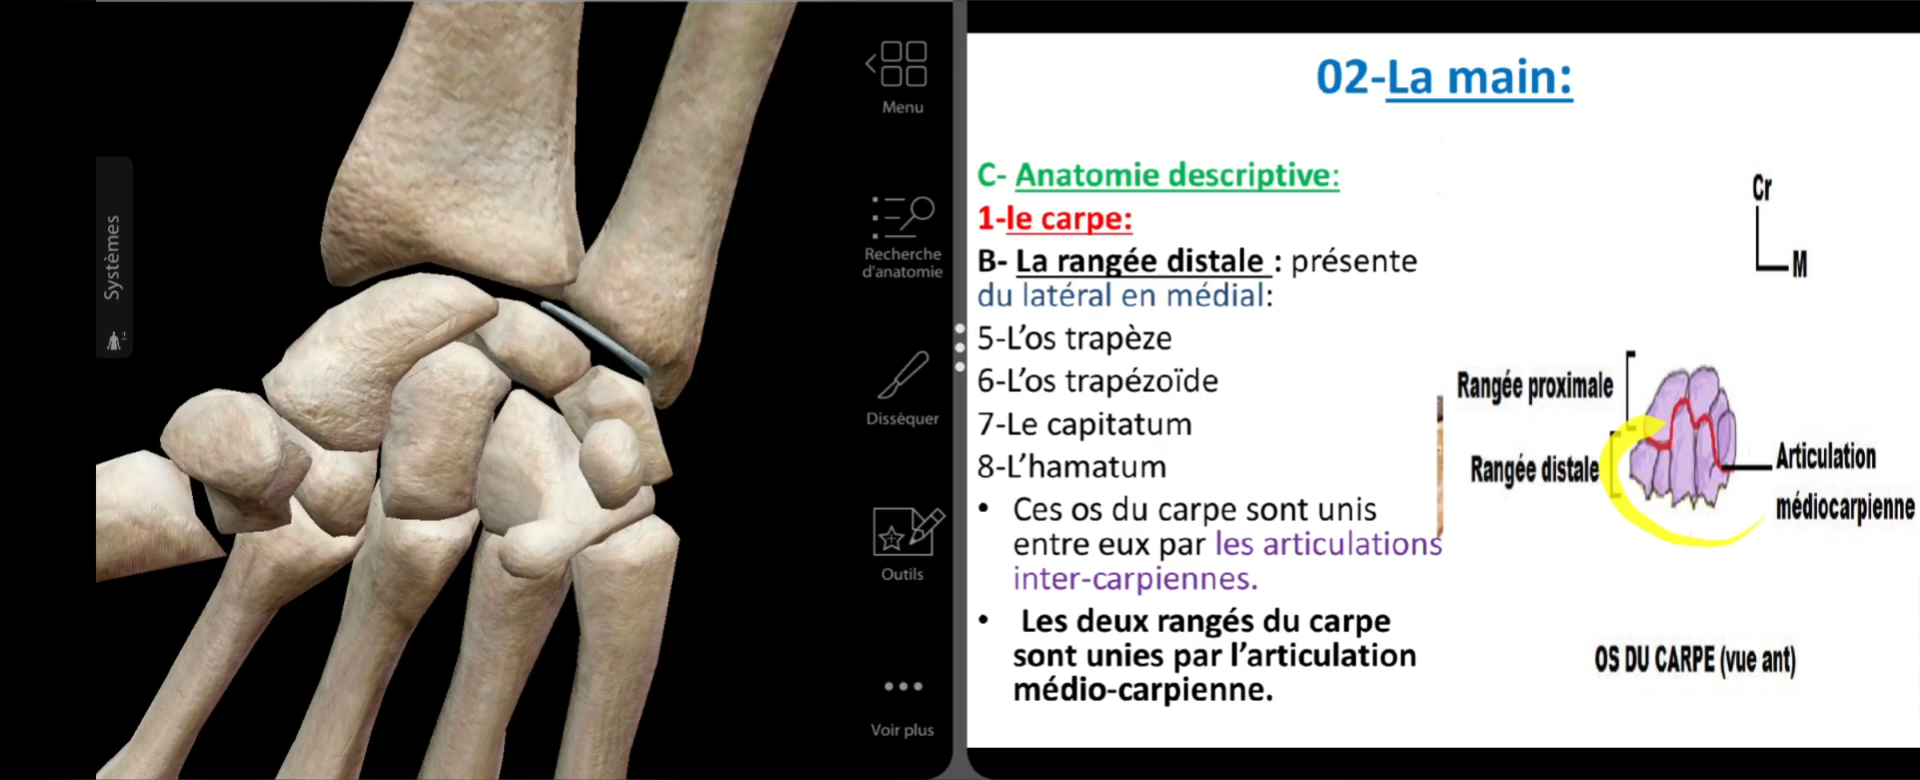 Systèmes
Menu
Recherche
d'anatomie
Disséquer
Outils
Voir plus
02-La main:
C- Anatomie descriptive:
1-le carpe:
B- La rangée distale : présente
du latéral en médial:
5-L'os trapèze
6-L'os trapézoïde
7-Le capitatum
8-L'hamatum
• Ces os du carpe sont unis
entre eux par les articulations
inter-carpiennes.
• Les deux rangés du carpe
sont unies par l'articulation
médio-carpienne.
Cr
M
Rangée proximale
Rangée distale
Articulation
médiocarpienne
OS DU CARPE (vue ant)